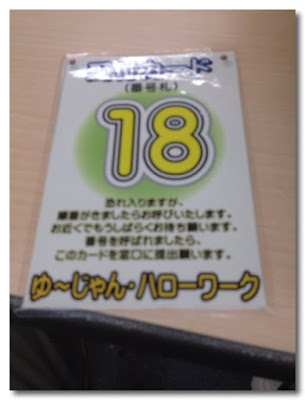 (番号札)
18
恐れ入りますが、
順番がきましたらお呼びいたします。
お近くでもうしばらくお待ち願います。
番号を呼ばれましたら、
このカードを窓口に提出願います。
ゆ〜じゃん・ハローワーク